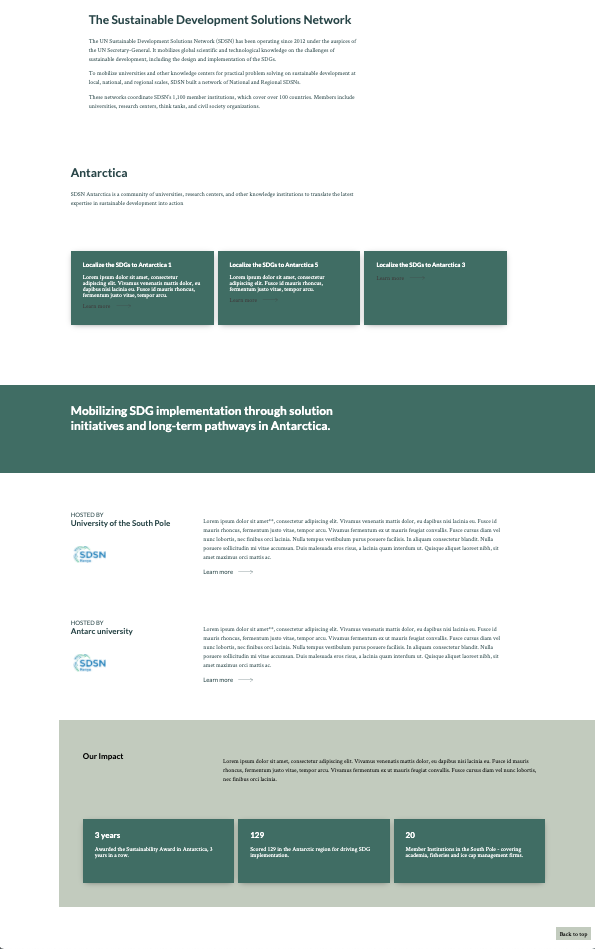 The Sustainable Development Solutions Network
The UN Sustainable Development Solutions Network (SDSN) has been operating since 2012 under the auspices of
the UN Secretary-General. It mobilizes global scientific and technological knowledge on the challenges of
sustainable development, including the design and implementation of the SDGs.
To mobilize universities and other knowledge centers for practical problem solving on sustainable development at
local, national, and regional scales, SDSN built a network of National and Regional SDSNs.
These networks coordinate SDSN's 1,100 member institutions, which cover over 100 countries. Members include
universities, research centers, think tanks, and civil society organizations.
Antarctica
SDSN Antarctica is a community of universities, research centers, and other knowledge institutions to translate the latest
expertise in sustainable development into action
Localize the SDGs to Antarctica 1
Lorem ipsum dolor sit amet, consectetur
adipiscing elit. Vivamus venenatis mattis dolor, eu
dapibus nisi lacinia eu. Fusce id mauris rhoncus,
fermentum justo vitae, tempor arcu.
Learn more
Localize the SDGs to Antarctica 5
Lorem ipsum dolor sit amet, consectetur
adipiscing elit. Fusce id mauris rhoncus,
fermentum justo vitae, tempor arcu.
Learn more
Localize the SDGs to Antarctica 3
Learn more
Mobilizing SDG implementation through solution
initiatives and long-term pathways in Antarctica.
HOSTED BY
University of the South Pole
SDSN
Lorem ipsum dolor sit amet**, consectetur adipiscing elit. Vivamus venenatis mattis dolor, eu dapibus nisi lacinia eu. Fusce id
mauris rhoncus, fermentum justo vitae, tempor arcu. Vivamus fermentum ex ut mauris feugiat convallis. Fusce cursus diam vel
nunc lobortis, nec finibus orci lacinia. Nulla tempus vestibulum purus posuere facilisis. In aliquam consectetur blandit. Nulla
posuere sollicitudin mi vitae accumsan. Duis malesuada eros risus, a lacinia quam interdum ut. Quisque aliquet laoreet nibh, sit
amet maximus orci mattis ac.
Learn more
HOSTED BY
Antarc university
SDSN
Lorem ipsum dolor sit amet**, consectetur adipiscing elit. Vivamus venenatis mattis dolor, eu dapibus nisi lacinia eu. Fusce id
mauris rhoncus, fermentum justo vitae, tempor arcu. Vivamus fermentum ex ut mauris feugiat convallis. Fusce cursus diam vel
nunc lobortis, nec finibus orci lacinia. Nulla tempus vestibulum purus posuere facilisis. In aliquam consectetur blandit. Nulla
posuere sollicitudin mi vitae accumsan. Duis malesuada eros risus, a lacinia quam interdum ut. Quisque aliquet laoreet nibh, sit
amet maximus orci mattis ac.
Learn more
Our Impact
Lorem ipsum dolor sit amet, consectetur adipiscing elit. Vivamus venenatis mattis dolor, eu dapibus nisi lacinia eu. Fusce id mauris
rhoncus, fermentum justo vitae, tempor arcu. Vivamus fermentum ex ut mauris feugiat convallis. Fusce cursus diam vel nunc lobortis,
nec finibus orci lacinia.
3 years
Awarded the Sustainability Award in Antarctica, 3
years in a row.
129
Scored 129 in the Antarctic region for driving SDG
implementation.
20
Member Institutions in the South Pole - covering
academia, fisheries and ice cap management firms.
Back to top